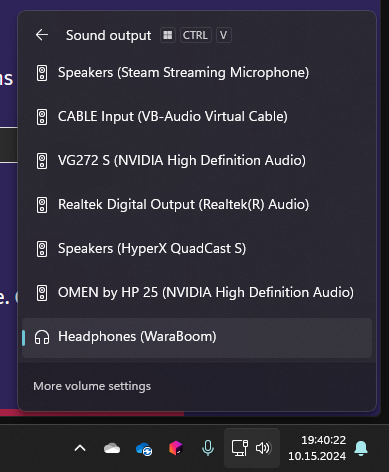 Sound output CTRL V
ns
Speakers (Steam Streaming Microphone)
CABLE Input (VB-Audio Virtual Cable)
VG272 S (NVIDIA High Definition Audio)
Realtek Digital Output (Realtek(R) Audio)
Speakers (HyperX QuadCast S)
e.
OMEN by HP 25 (NVIDIA High Definition Audio)
Headphones (WaraBoom)
More volume settings
19:40:22
10.15.2024